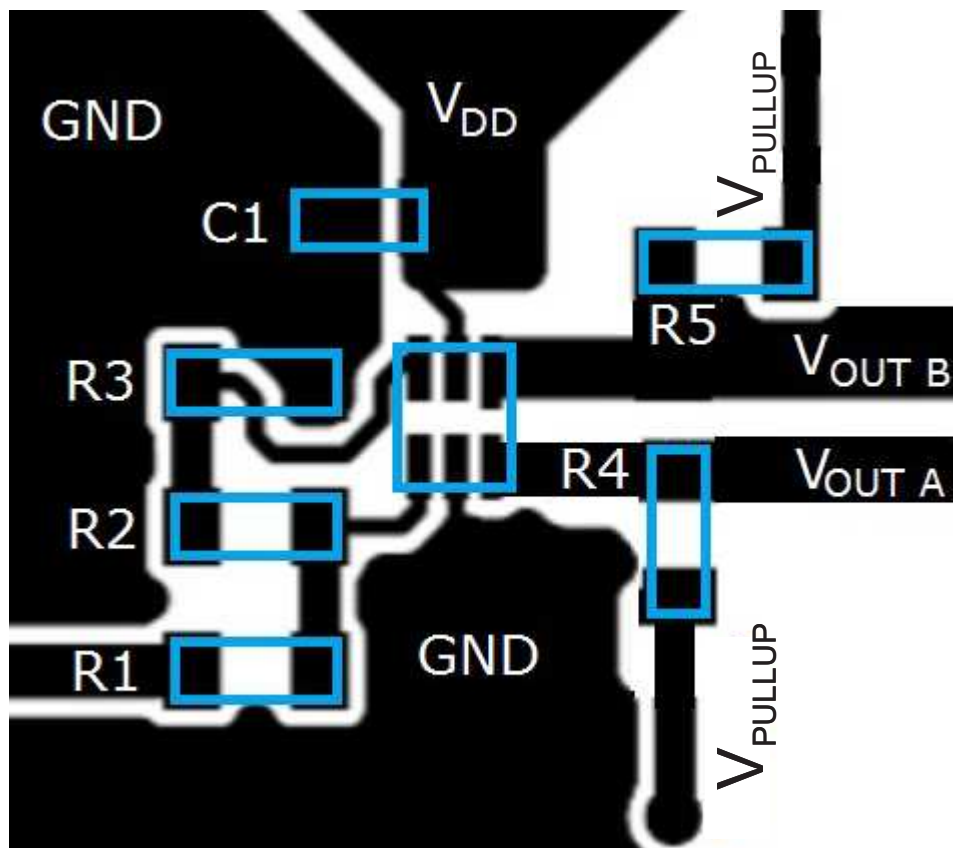 GND
VDD
VPULLUP
C1
R5
R3
VOUT B
R4
VOUT A
R2
GND
R1
VPULLUP